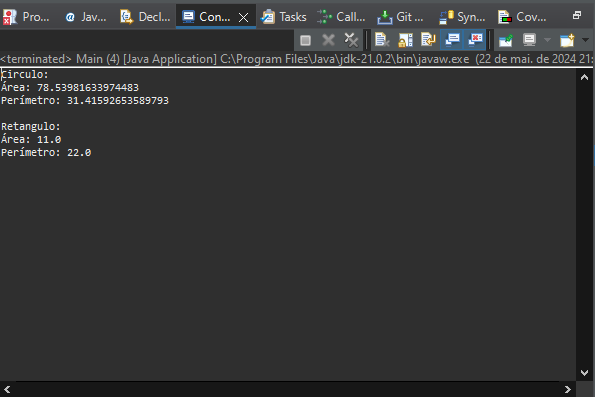 Pro...
Jav...
Decl...
Con...
Tasks
Call...
Git ...
Syn...
Cov...
<terminated> Main (4) [Java Application] C:\Program Files\Java\jdk-21.0.2\bin\javaw.exe (22 de mai. de 2024 21:
Circulo:
Área: 78.53981633974483
Perímetro: 31.41592653589793
Retangulo:
Área: 11.0
Perímetro: 22.0